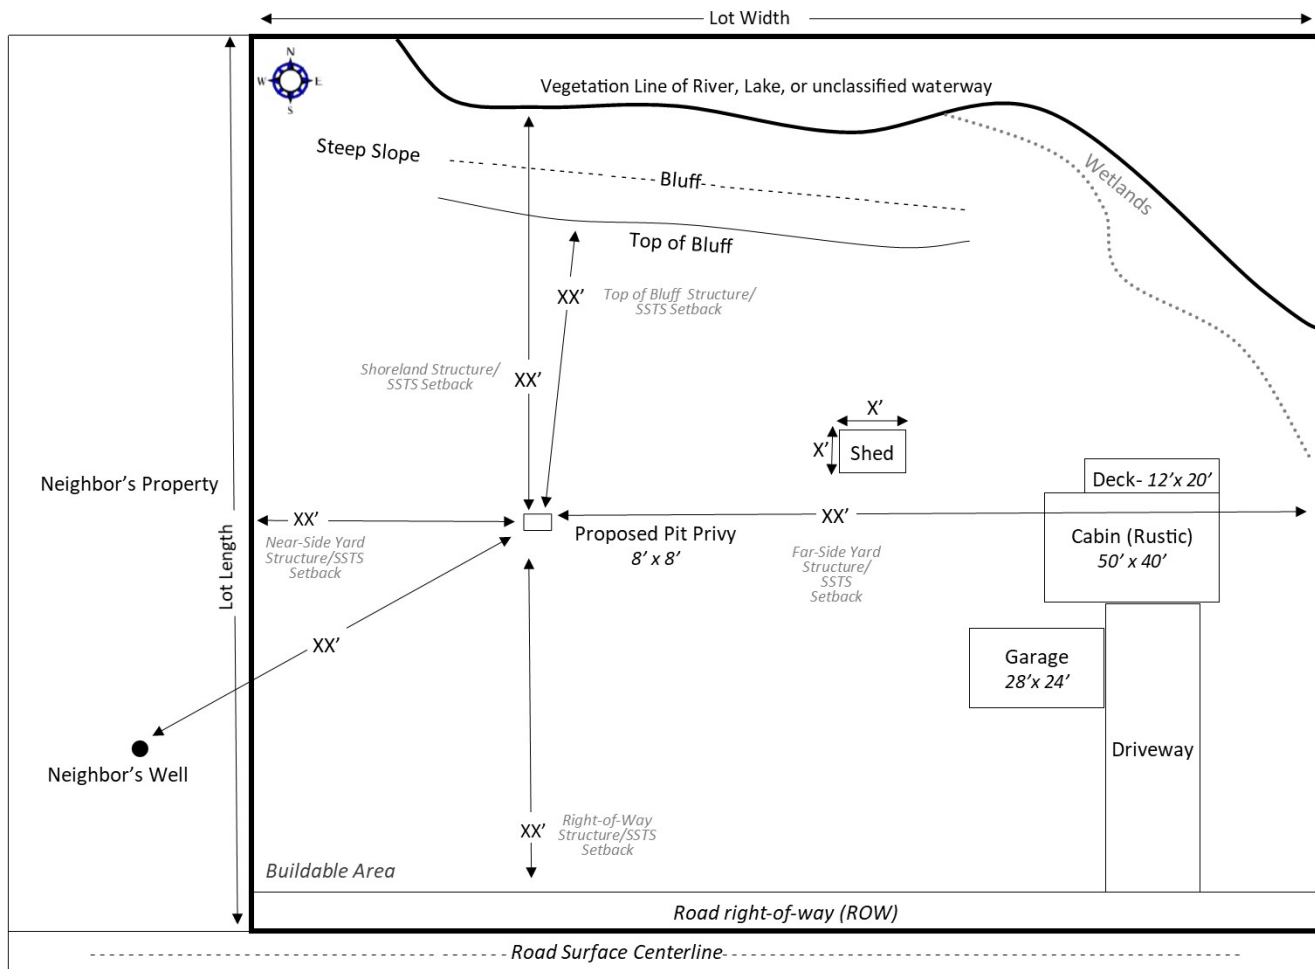 Lot Width
N
W E
S
Vegetation Line of River, Lake, or unclassified waterway
Steep Slope
Bluff
Wetlands
Top of Bluff
XX’
Top of Bluff Structure/
SSTS Setback
Shoreland Structure/
SSTS Setback
XX’
X’
X’
Shed
Neighbor’s Property
Deck- 12’x 20’
XX’
XX’
Near-Side Yard
Structure/SSTS
Setback
Proposed Pit Privy
8’ x 8’
Far-Side Yard
Structure/
SSTS
Setback
Cabin (Rustic)
50’ x 40’
Lot Length
XX’
Garage
28’x 24’
Driveway
Neighbor’s Well
XX’
Right-of-Way
Structure/SSTS
Setback
Buildable Area
Road right-of-way (ROW)
Road Surface Centerline